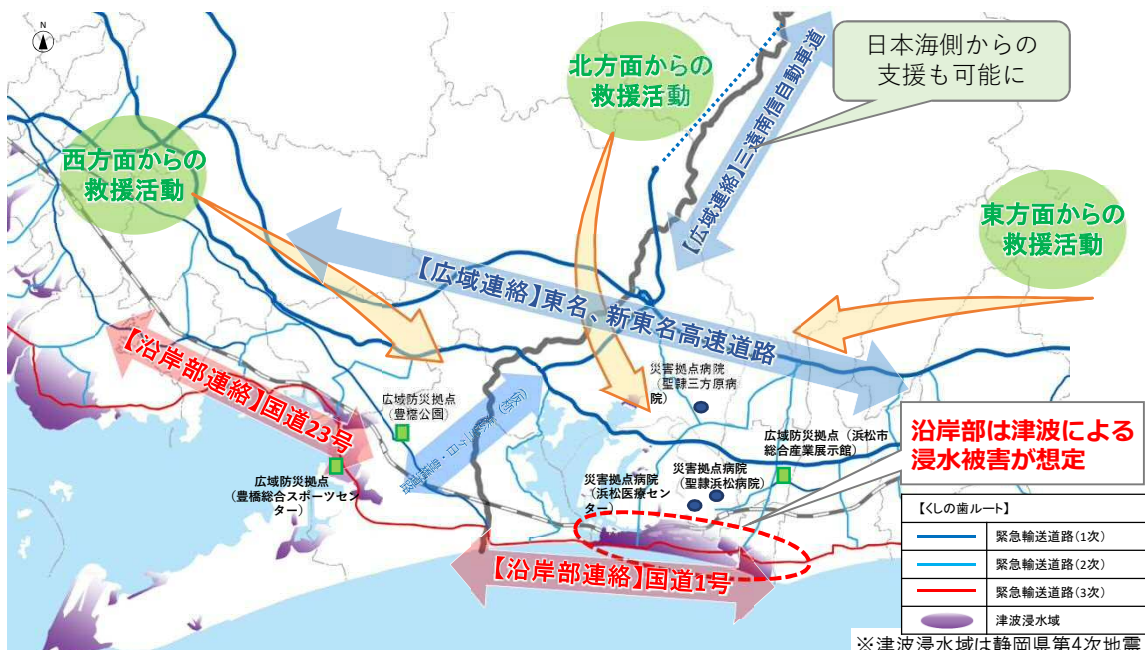 N
日本海側からの
支援も可能に
北方面からの
救援活動
【広域連絡】三遠南信自動車道
西方面からの
救援活動
東方面からの
救援活動
【広域連絡】東名、新東名高速道路
災害拠点病院
（聖隷三方原病
院）
【沿岸部連絡】国道23号
広域防災拠点
（豊橋公園）
広域防災拠点
（豊橋総合スポーツセン
ター）
災害拠点病院
（浜松医療セン
ター）
災害拠点病院
（聖隷浜松病院）
広域防災拠点（浜松市
総合産業展示館）
沿岸部は津波による
浸水被害が想定
【沿岸部連絡】国道1号
【くしの歯ルート】
緊急輸送道路（1次）
緊急輸送道路（2次）
緊急輸送道路（3次）
津波浸水域
※津波浸水域は静岡県第4次地震